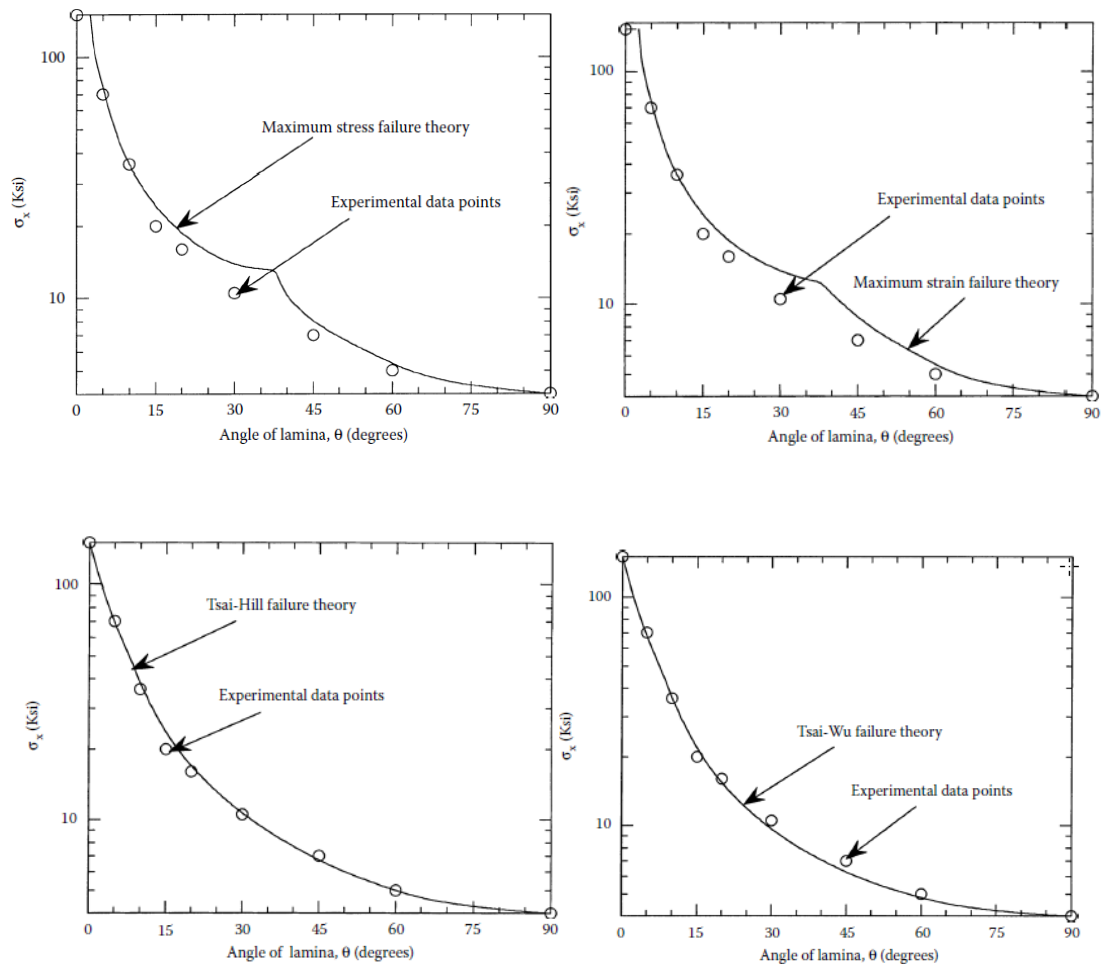 100
Maximum stress failure theory
Experimental data points
σx (Ksi)
10
0 15 30 45 60 75 90
Angle of lamina, θ (degrees)
100
Experimental data points
σx (Ksi)
Maximum strain failure theory
10
0 15 30 45 60 75 90
Angle of lamina, θ (degrees)
100
Tsai-Hill failure theory
Experimental data points
σx (Ksi)
10
0 15 30 45 60 75 90
Angle of lamina, θ (degrees)
100
Tsai-Wu failure theory
σx (Ksi)
Experimental data points
10
0 15 30 45 60 75 90
Angle of lamina, θ (degrees)